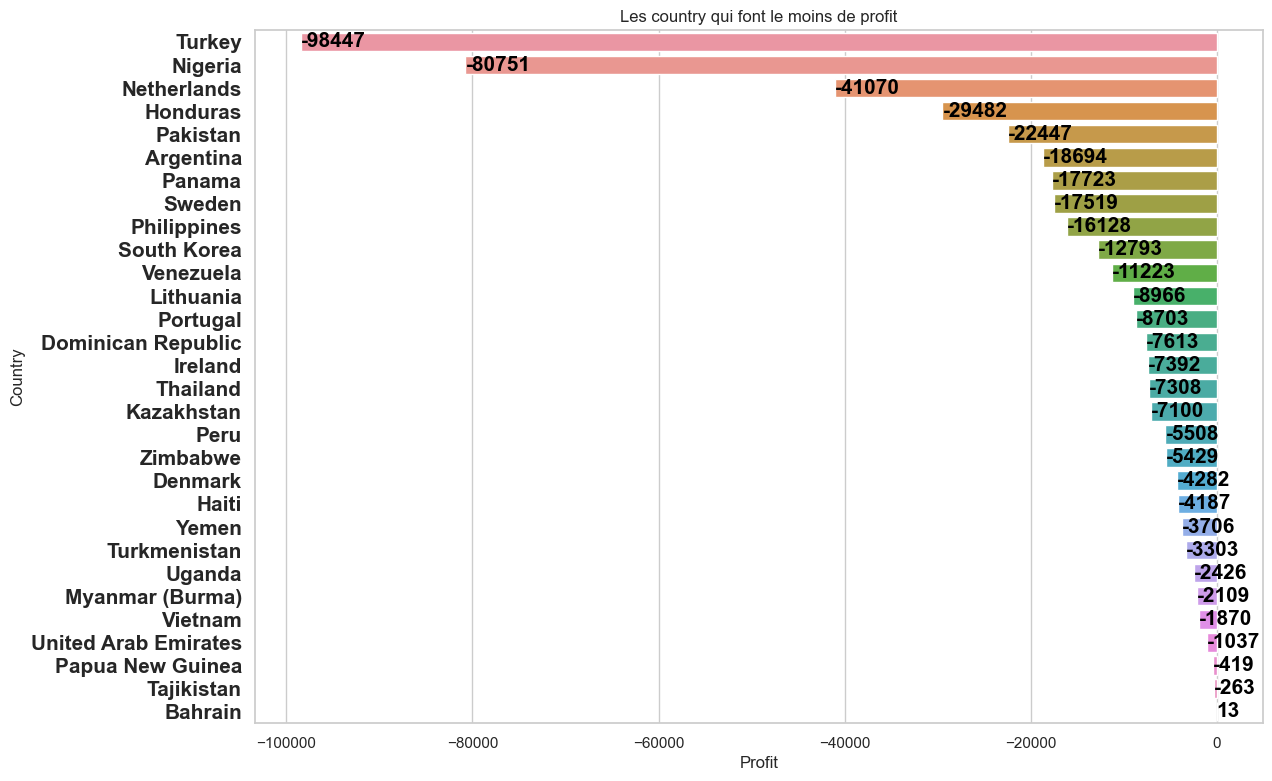 Les country qui font le moins de profit
Turkey -98447
Nigeria -80751
Netherlands -41070
Honduras -29482
Pakistan -22447
Argentina -18694
Panama -17723
Sweden -17519
Philippines -16128
South Korea -12793
Venezuela -11223
Lithuania -8966
Portugal -8703
Dominican Republic -7613
Ireland -7392
Thailand -7308
Kazakhstan -7100
Peru -5508
Zimbabwe -5429
Denmark -4282
Haiti -4187
Yemen -3706
Turkmenistan -3303
Uganda -2426
Myanmar (Burma) -2109
Vietnam -1870
United Arab Emirates -1037
Papua New Guinea -419
Tajikistan -263
Bahrain 13
Country
−100000 −80000 −60000 −40000 −20000 0
Profit